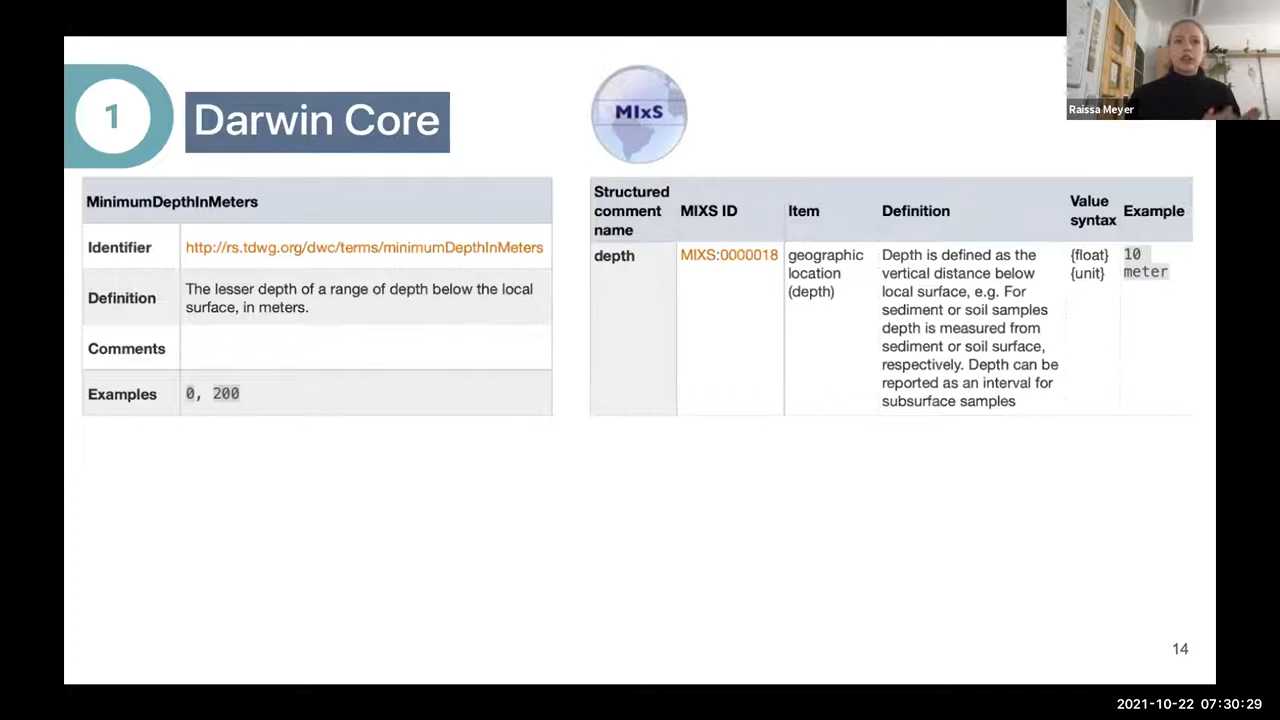 1
Darwin Core
MIxS
Raissa Meyer
MinimumDepthInMeters
Identifier
http://rs.tdwg.org/dwc/terms/minimumDepthInMeters
Definition
The lesser depth of a range of depth below the local
surface, in meters.
Comments
Examples
0, 200
Structured
comment
name
MIXS ID
Item
Definition
Value
syntax
Example
depth
MIXS:0000018
geographic
location
(depth)
Depth is defined as the
vertical distance below
local surface, e.g. For
sediment or soil samples
depth is measured from
sediment or soil surface,
respectively. Depth can be
reported as an interval for
subsurface samples
{float}
{unit}
10
meter
14
2021-10-22 07:30:29